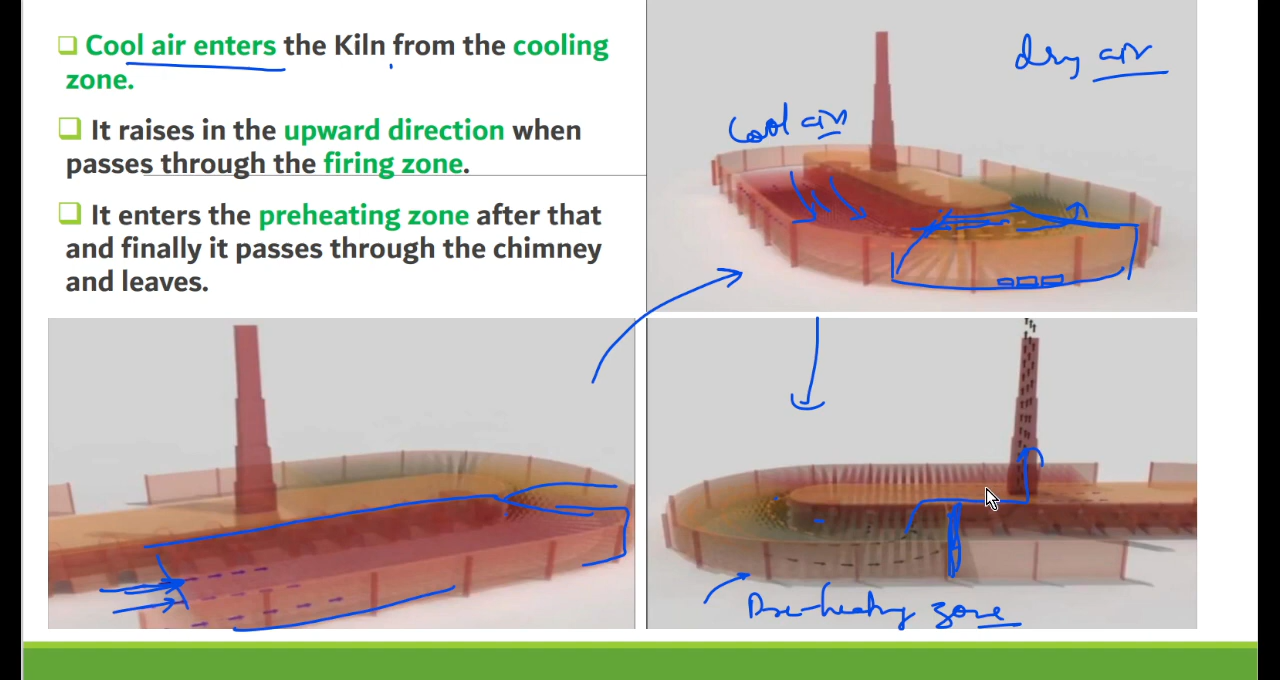 Cool air enters the Kiln from the cooling
zone.
It raises in the upward direction when
passes through the firing zone.
It enters the preheating zone after that
and finally it passes through the chimney
and leaves.
dry air
Cool air
Pre-heating zone